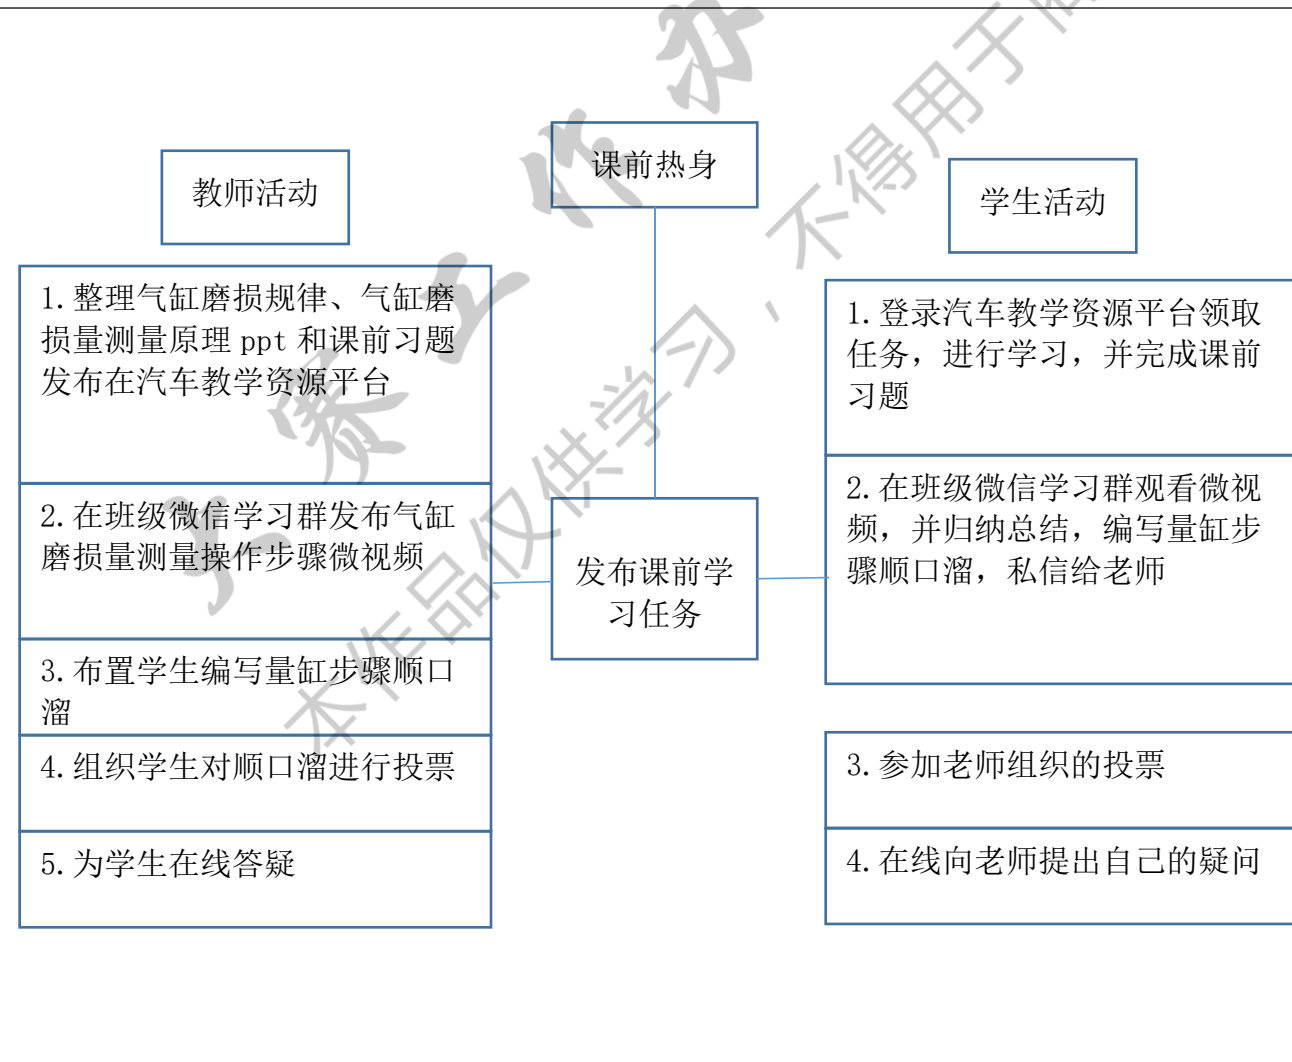 课前热身
教师活动
学生活动
1.整理气缸磨损规律、气缸磨
损量测量原理 ppt 和课前习题
发布在汽车教学资源平台
2.在班级微信学习群发布气缸
磨损量测量操作步骤微视频
3.布置学生编写量缸步骤顺口
溜
4.组织学生对顺口溜进行投票
5.为学生在线答疑
发布课前学
习任务
1.登录汽车教学资源平台领取
任务，进行学习，并完成课前
习题
2.在班级微信学习群观看微视
频，并归纳总结，编写量缸步
骤顺口溜，私信给老师
3.参加老师组织的投票
4.在线向老师提出自己的疑问
大赛工作办
本作品仅供学习，不得用于商